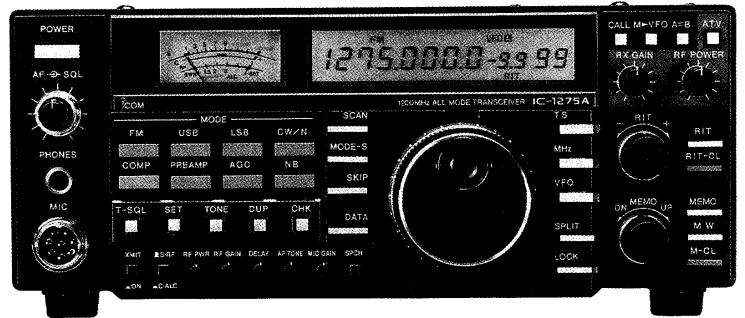 POWER
AF SQL
PHONES
MIC
ICOM
FM
VFO A
1275.000.0 -9.9 99
RIT
1200MHz ALL MODE TRANSCEIVER IC-1275A
MODE
FM USB LSB CW/N
COMP PREAMP AGC NB
T-SQL SET TONE DUP CHK
XMIT S·RF RF PWR RF GAIN DELAY AF TONE MIC GAIN SPCH
ON C ALC
SCAN
MODE-S
SKIP
DATA
TS
MHz
VFO
SPLIT
LOCK
CALL M►VFO A=B ATV
RX GAIN RF POWER
- RIT +
RIT
RIT-CL
DN MEMO UP
MEMO
M W
M-CL